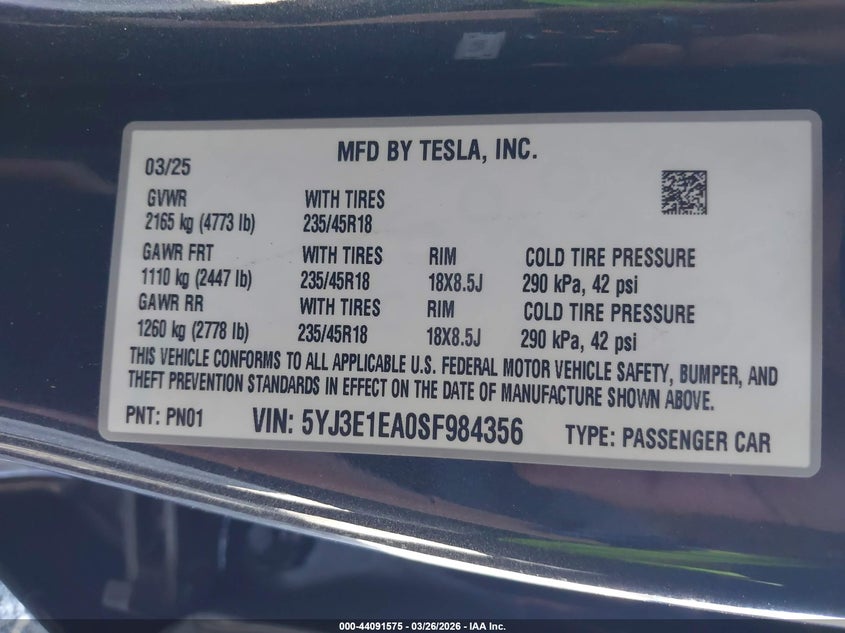 MFD BY TESLA, INC.
03/25
GVWR WITH TIRES
2165 kg (4773 lb) 235/45R18
GAWR FRT WITH TIRES RIM COLD TIRE PRESSURE
1110 kg (2447 lb) 235/45R18 18X8.5J 290 kPa, 42 psi
GAWR RR WITH TIRES RIM COLD TIRE PRESSURE
1260 kg (2778 lb) 235/45R18 18X8.5J 290 kPa, 42 psi
THIS VEHICLE CONFORMS TO ALL APPLICABLE U.S. FEDERAL MOTOR VEHICLE SAFETY, BUMPER, AND
THEFT PREVENTION STANDARDS IN EFFECT ON THE DATE OF MANUFACTURE SHOWN ABOVE.
PNT: PN01 VIN: 5YJ3E1EA0SF984356 TYPE: PASSENGER CAR
000-44091575 — 03/26/2026 — IAA Inc.